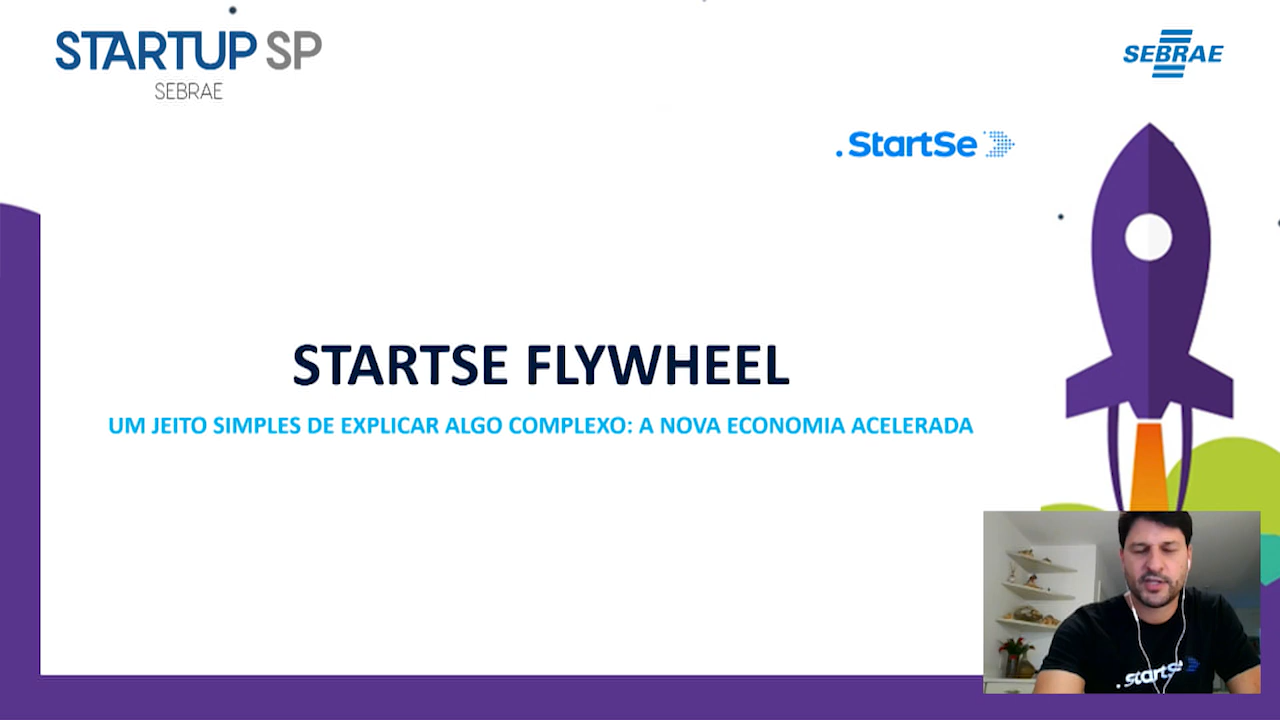 STARTUP SP
SEBRAE
SEBRAE
.StartSe
STARTSE FLYWHEEL
UM JEITO SIMPLES DE EXPLICAR ALGO COMPLEXO: A NOVA ECONOMIA ACELERADA
.StartSe